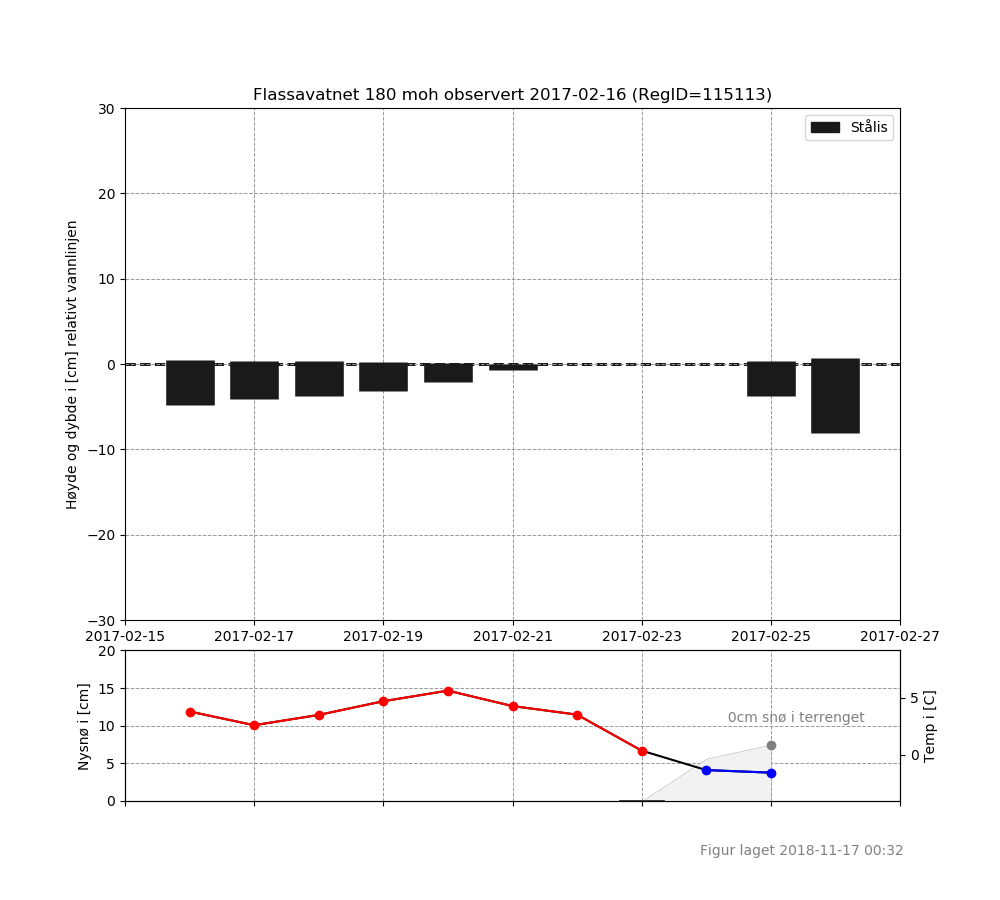 Flassavatnet 180 moh observert 2017-02-16 (RegID=115113)
Stålis
Høyde og dybde i [cm] relativt vannlinjen
30
20
10
0
−10
−20
−30
2017-02-15 2017-02-17 2017-02-19 2017-02-21 2017-02-23 2017-02-25 2017-02-27
Nysnø i [cm]
20
15
10
5
0
0cm snø i terrenget
5
0
Temp i [C]
Figur laget 2018-11-17 00:32